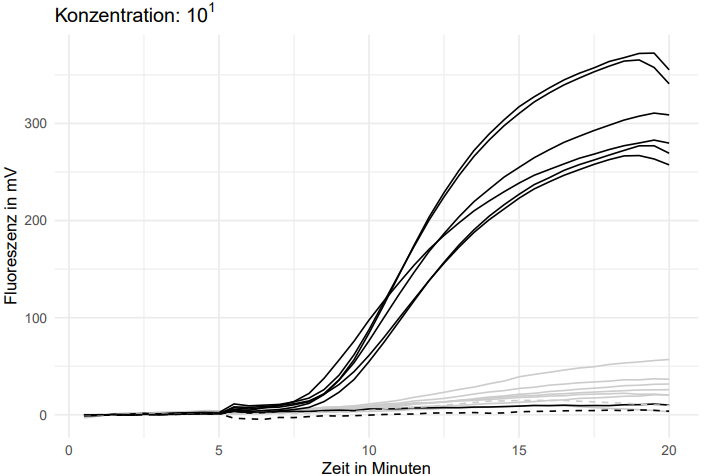 Konzentration: 10¹
Fluoreszenz in mV
300
200
100
0
0 5 10 15 20
Zeit in Minuten